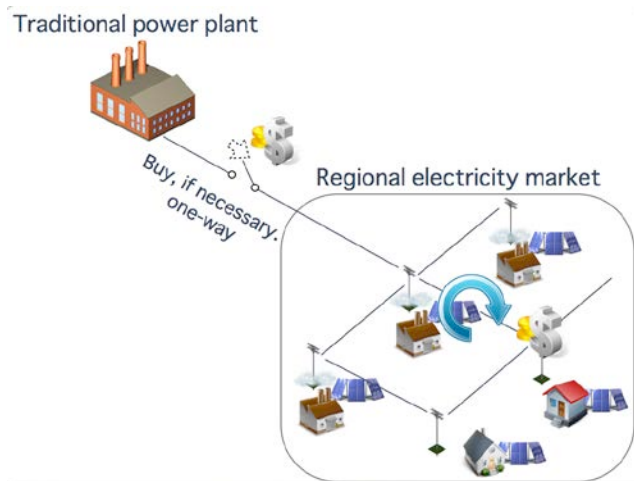 Traditional power plant
Buy, if necessary.
one-way
Regional electricity market